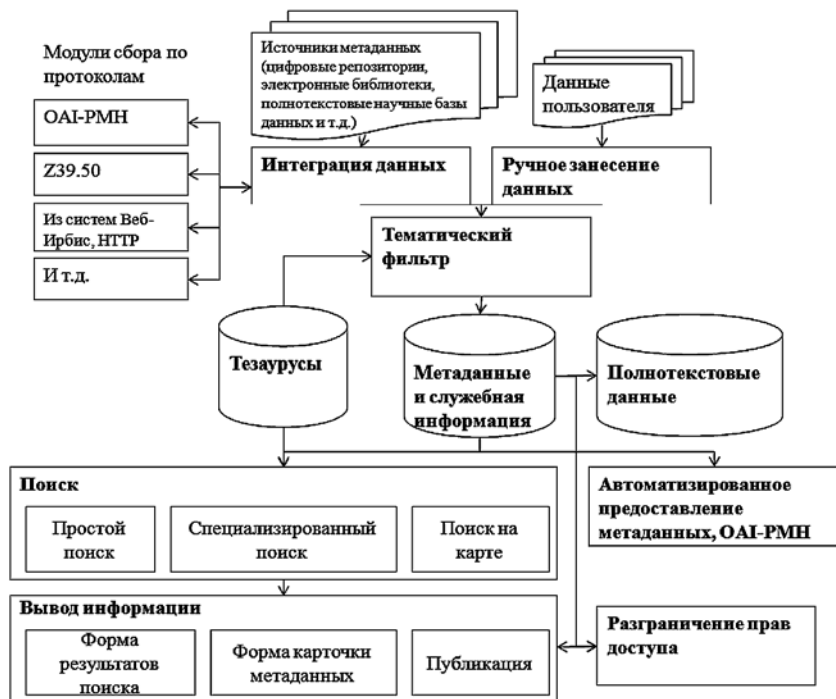 Модули сбора по
протоколам
OAI-PMH
Z39.50
Из систем Веб-
Ирбис, HTTP
И т.д.
Источники метаданных
(цифровые репозитории,
электронные библиотеки,
полнотекстовые научные базы
данных и т.д.)
Данные
пользователя
Интеграция данных
Ручное занесение
данных
Тематический
фильтр
Тезаурусы
Метаданные
и служебная
информация
Полнотекстовые
данные
Поиск
Простой
поиск
Специализированный
поиск
Поиск на
карте
Автоматизированное
предоставление
метаданных, OAI-PMH
Вывод информации
Форма
результатов
поиска
Форма карточки
метаданных
Публикация
Разграничение прав
доступа